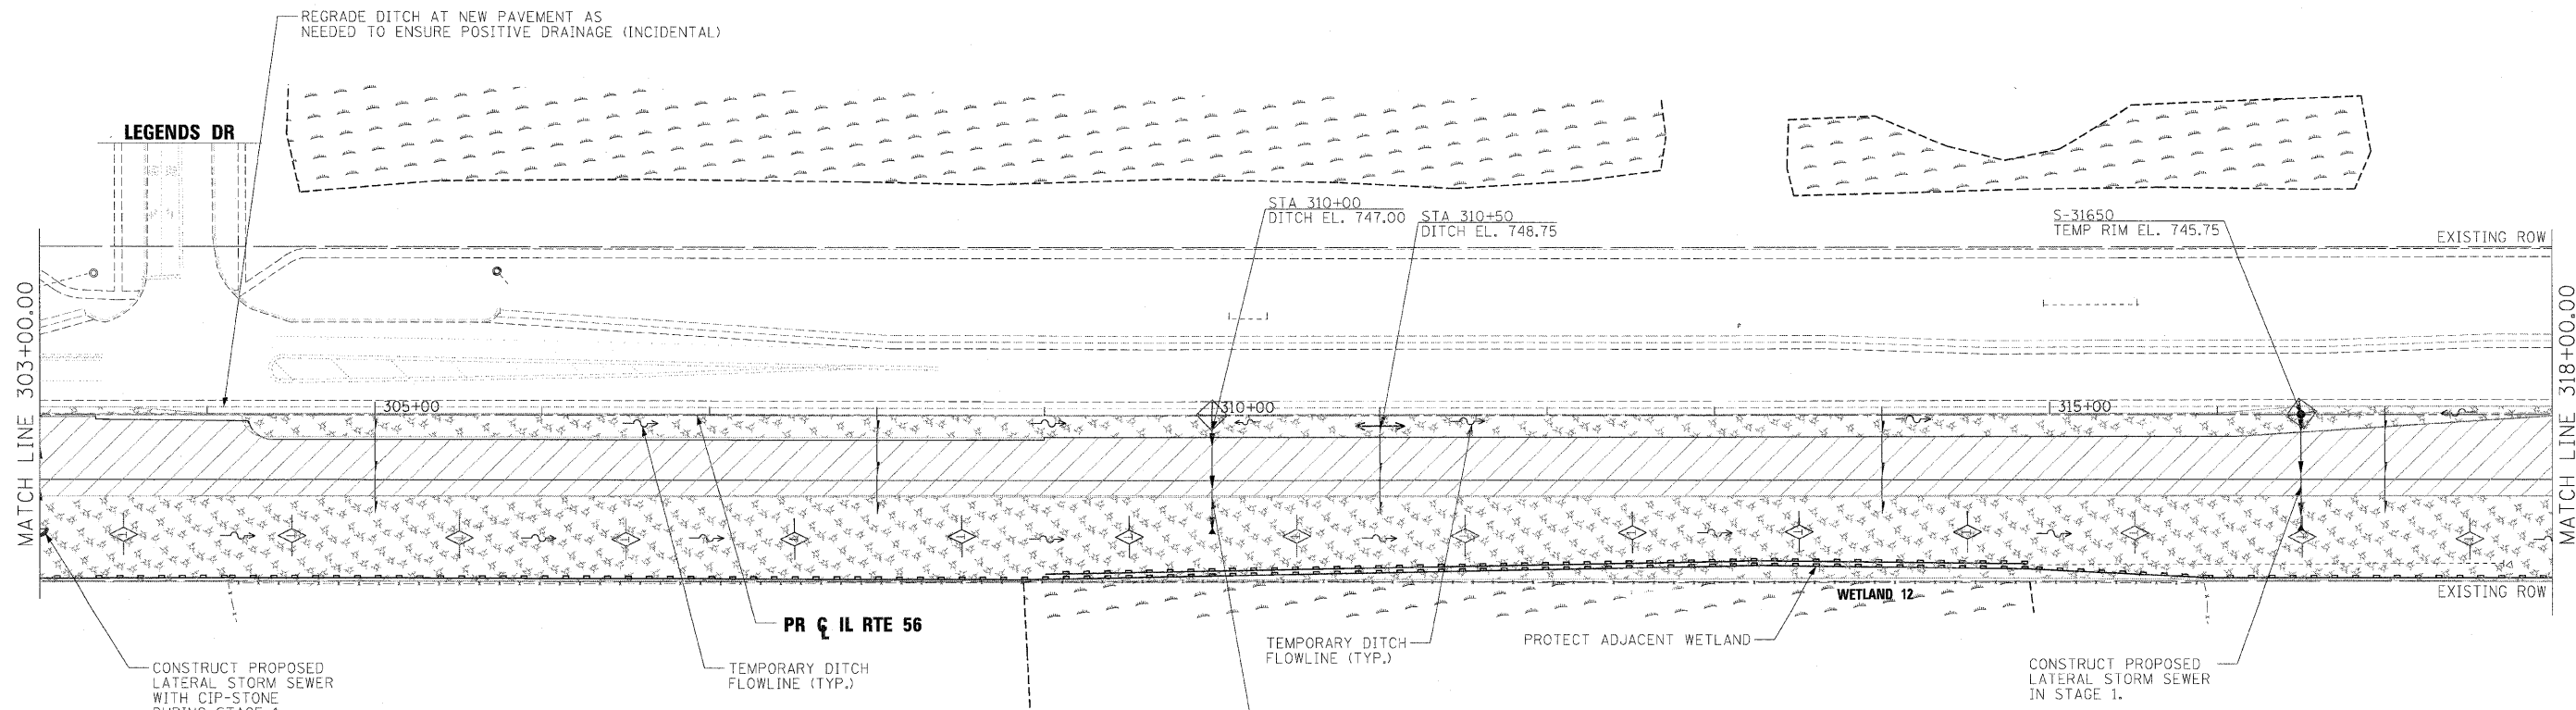 REGRADE DITCH AT NEW PAVEMENT AS
NEEDED TO ENSURE POSITIVE DRAINAGE (INCIDENTAL)
LEGENDS DR
STA 310+00
DITCH EL. 747.00
STA 310+50
DITCH EL. 748.75
S-31650
TEMP RIM EL. 745.75
EXISTING ROW
MATCH LINE 303+00.00
MATCH LINE 318+00.00
305+00
310+00
315+00
WETLAND 12
EXISTING ROW
PR ℄ IL RTE 56
TEMPORARY DITCH
FLOWLINE (TYP.)
PROTECT ADJACENT WETLAND
CONSTRUCT PROPOSED
LATERAL STORM SEWER
WITH CIP-STONE
TEMPORARY DITCH
FLOWLINE (TYP.)
CONSTRUCT PROPOSED
LATERAL STORM SEWER
IN STAGE 1.